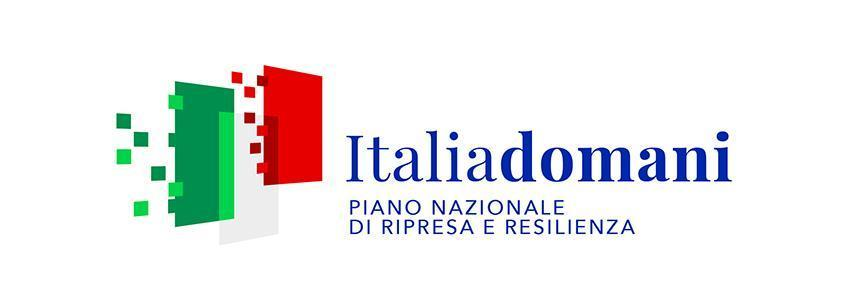 Italiadomani
PIANO NAZIONALE
DI RIPRESA E RESILIENZA